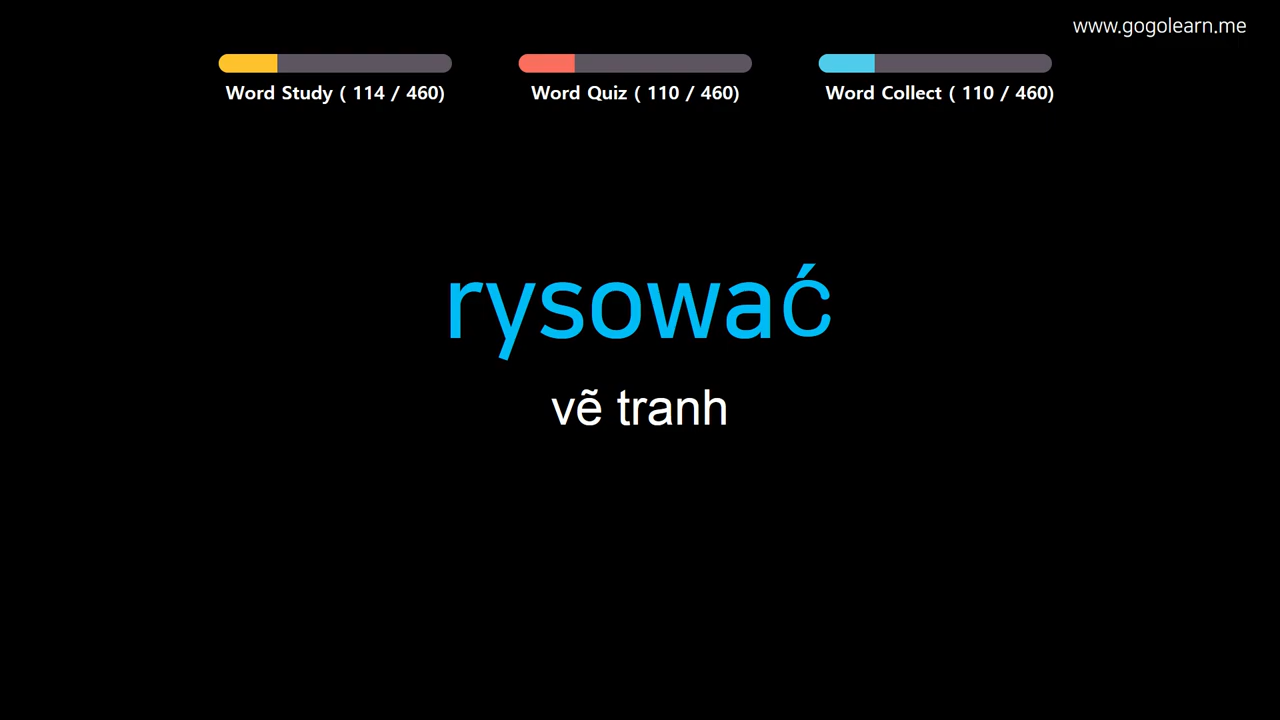 www.gogolearn.me
Word Study ( 114 / 460)
Word Quiz ( 110 / 460)
Word Collect ( 110 / 460)
rysować
vẽ tranh